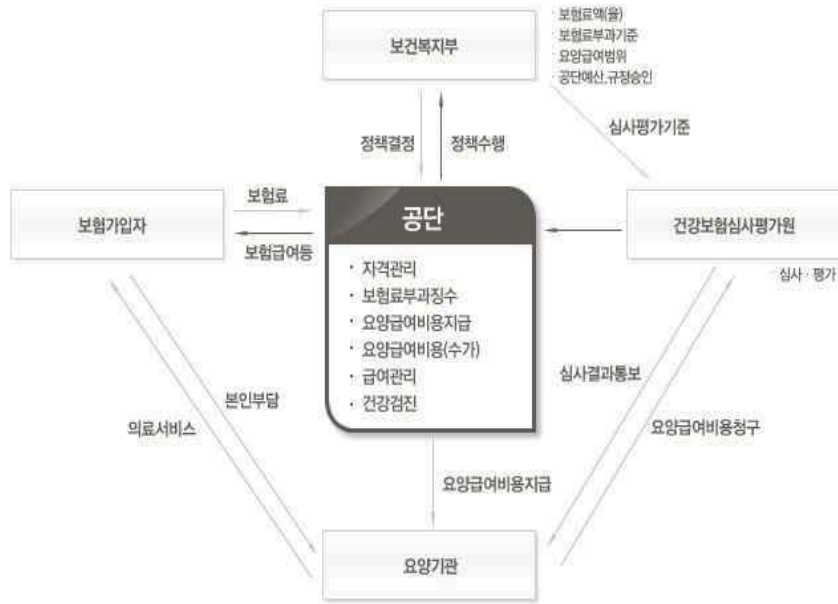 보건복지부
· 보험료액(율)
· 보험료부과기준
· 요양급여범위
· 공단예산,규정승인
정책결정
정책수행
심사평가기준
보험가입자
보험료
보험급여등
공단
· 자격관리
· 보험료부과징수
· 요양급여비용지급
· 요양급여비용(수가)
· 급여관리
· 건강검진
건강보험심사평가원
· 심사 · 평가
본인부담
의료서비스
심사결과통보
요양급여비용청구
요양급여비용지급
요양기관